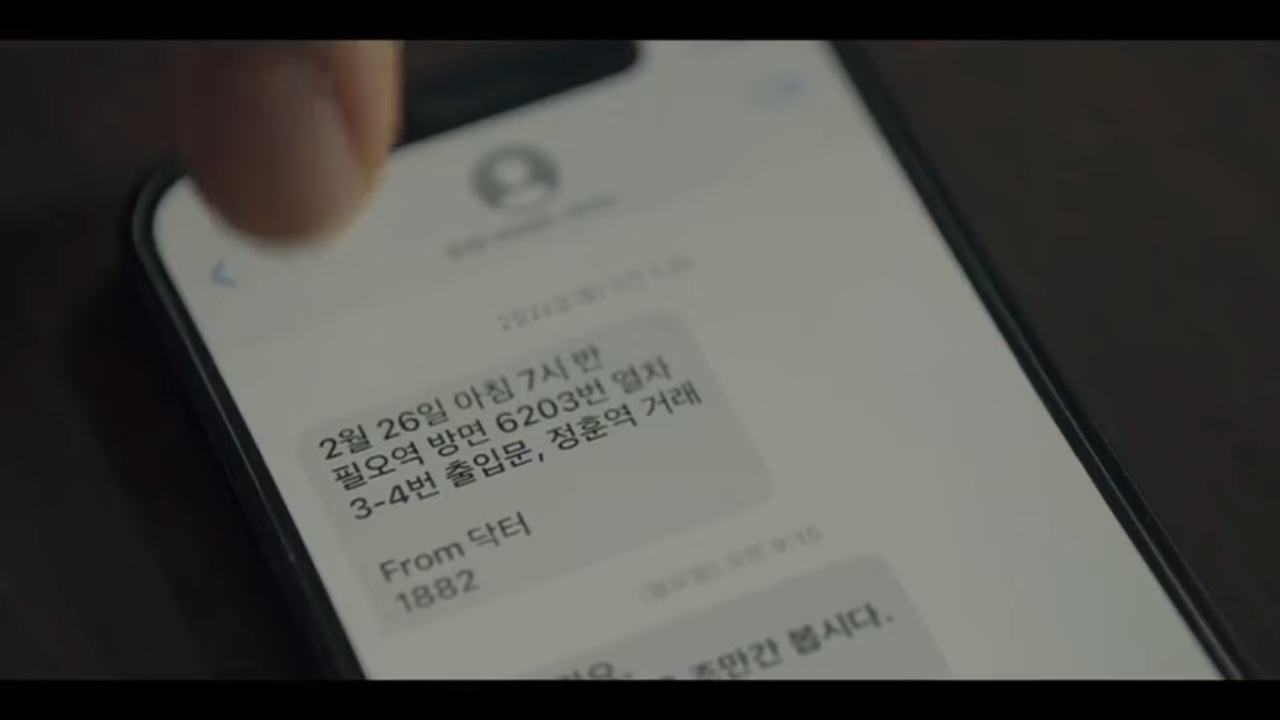 2월 26일 아침 7시 반
필오역 방면 6203번 열차
3-4번 출입문, 정훈역 거래
From 닥터
1882
조만간 봅시다.